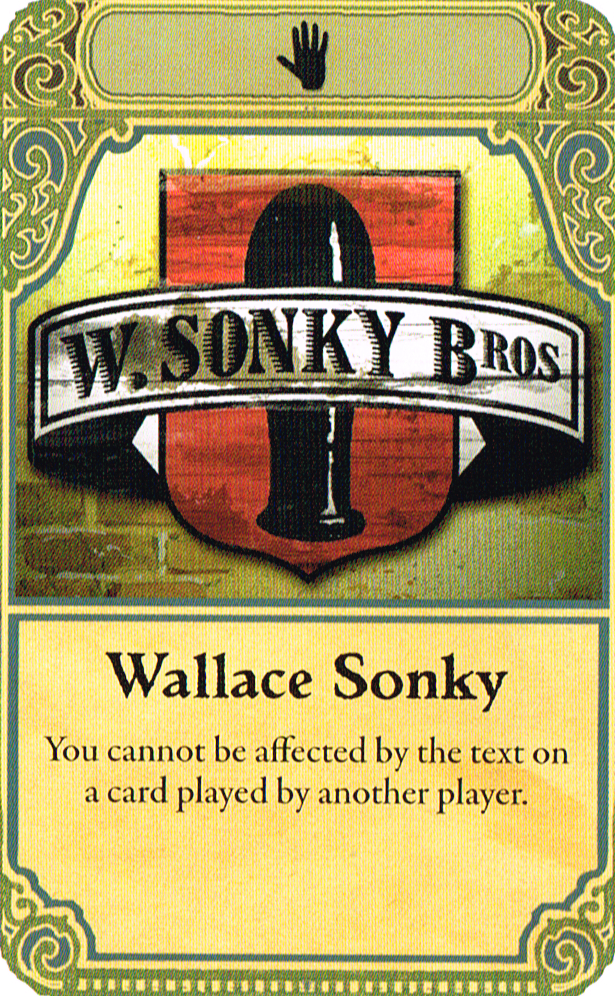 W. SONKY BROS
Wallace Sonky
You cannot be affected by the text on
a card played by another player.